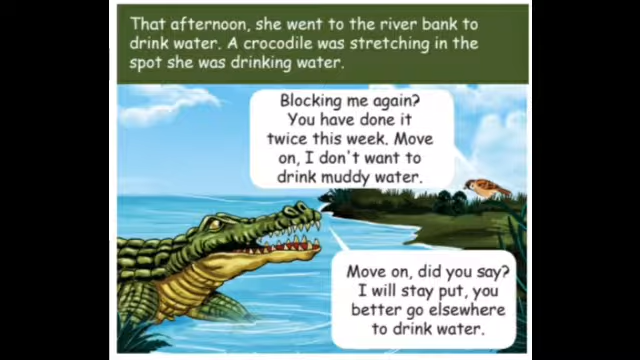 That afternoon, she went to the river bank to
drink water. A crocodile was stretching in the
spot she was drinking water.
Blocking me again?
You have done it
twice this week. Move
on, I don't want to
drink muddy water.
Move on, did you say?
I will stay put, you
better go elsewhere
to drink water.